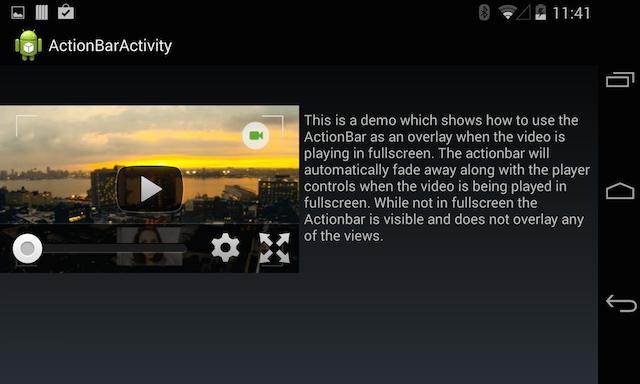 11:41
ActionBarActivity
This is a demo which shows how to use the
ActionBar as an overlay when the video is
playing in fullscreen. The actionbar will
automatically fade away along with the player
controls when the video is being played in
fullscreen. While not in fullscreen the
Actionbar is visible and does not overlay any
of the views.